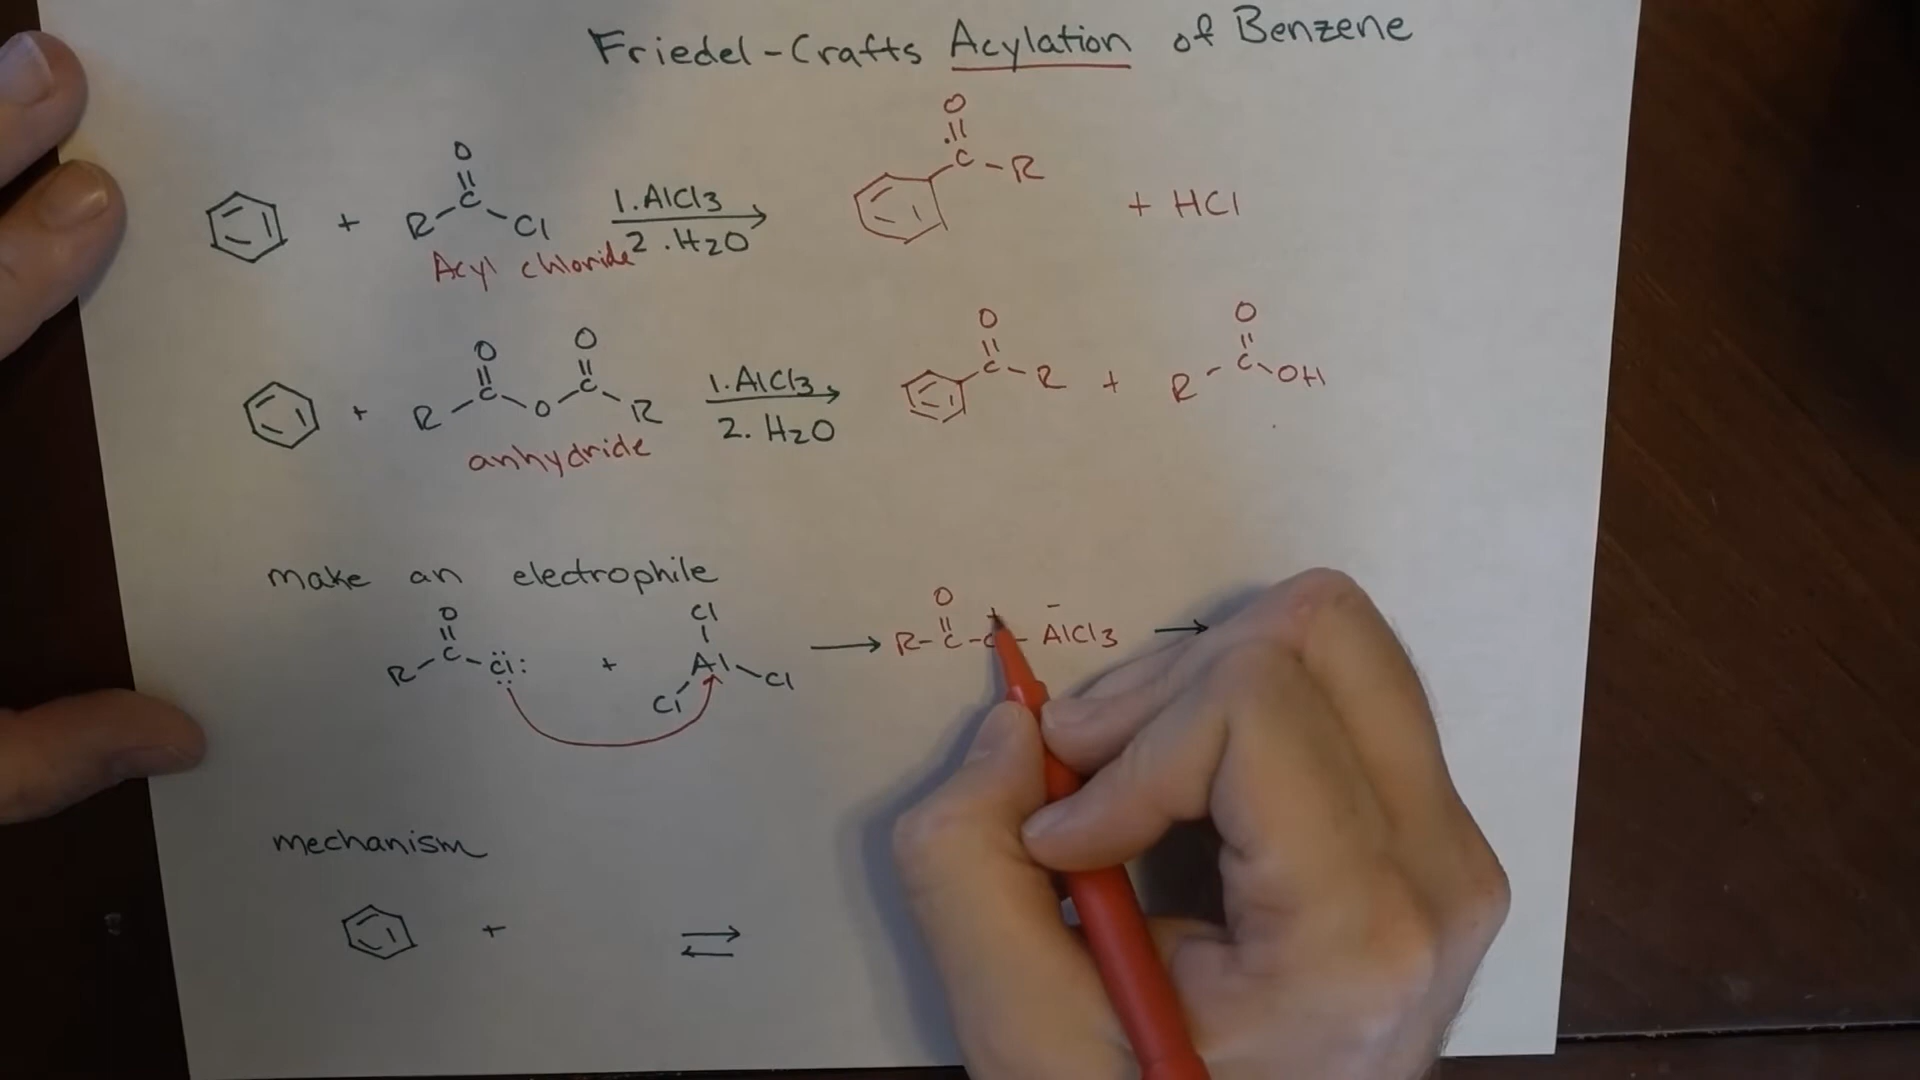 Friedel-Crafts Acylation of Benzene
O
||
C
R Cl
+
1. AlCl3
2. H2O
O
||
C - R
+ HCl
Acyl chloride
+
O O
|| ||
C C
R O R
1. AlCl3
2. H2O
O
||
C - R
+
O
||
C
R OH
anhydride
make an electrophile
O
||
C
R Cl:
+
Cl
|
Al
Cl Cl
O
||
R - C - - AlCl3
mechanism
+